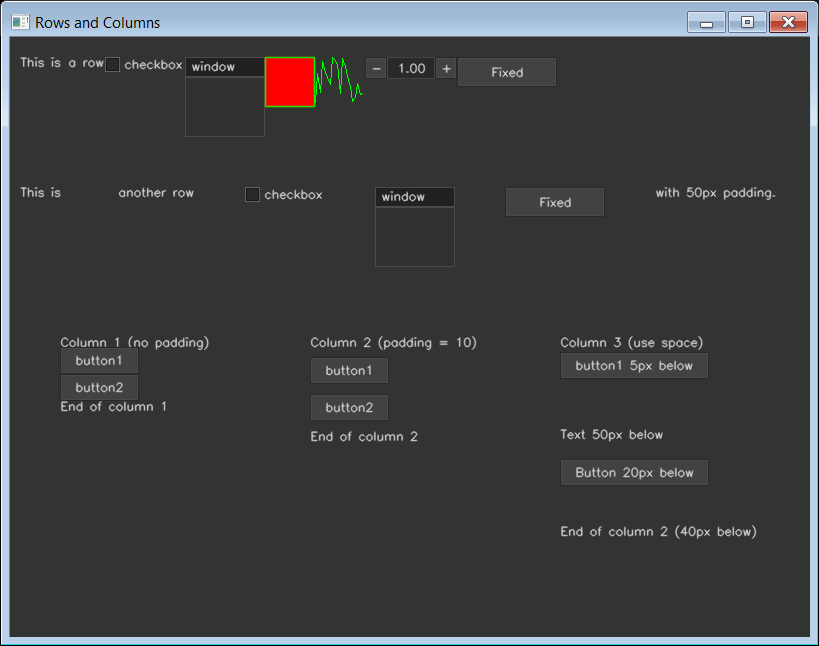 Rows and Columns
This is a row checkbox window − 1.00 + Fixed
This is another row checkbox window Fixed with 50px padding.
Column 1 (no padding) Column 2 (padding = 10) Column 3 (use space)
button1 button1 button1 5px below
button2 button2
End of column 1 End of column 2 Text 50px below
Button 20px below
End of column 2 (40px below)